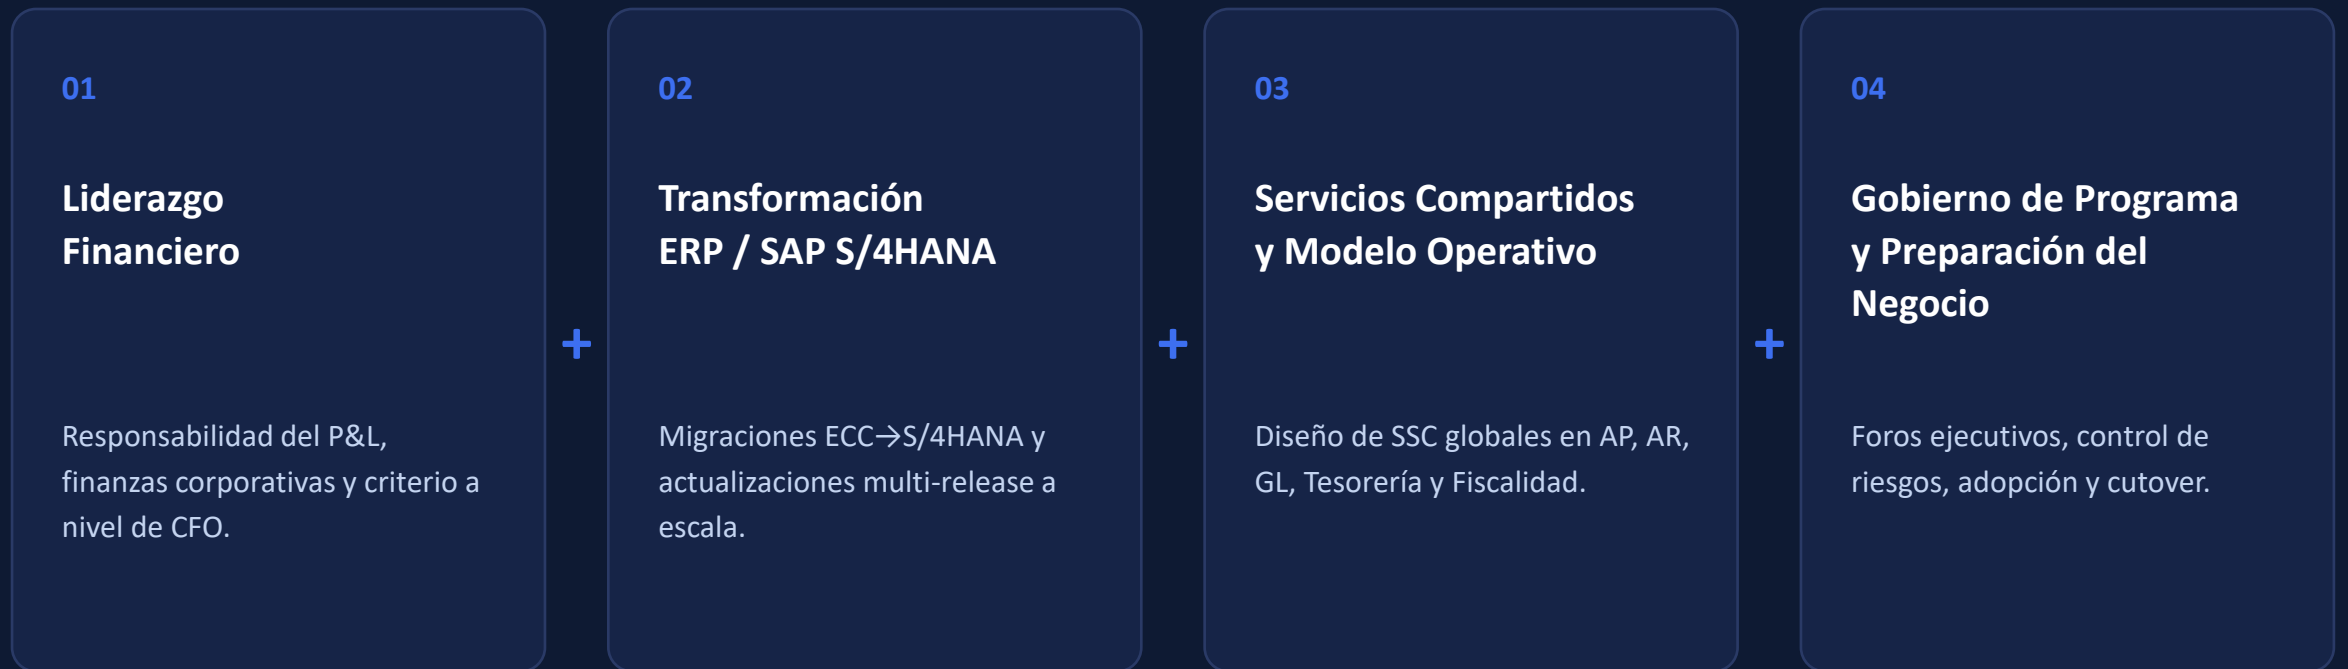 01
Liderazgo
Financiero
Responsabilidad del P&L,
finanzas corporativas y criterio a
nivel de CFO.
+
02
Transformación
ERP / SAP S/4HANA
Migraciones ECC→S/4HANA y
actualizaciones multi-release a
escala.
+
03
Servicios Compartidos
y Modelo Operativo
Diseño de SSC globales en AP, AR,
GL, Tesorería y Fiscalidad.
+
04
Gobierno de Programa
y Preparación del
Negocio
Foros ejecutivos, control de
riesgos, adopción y cutover.